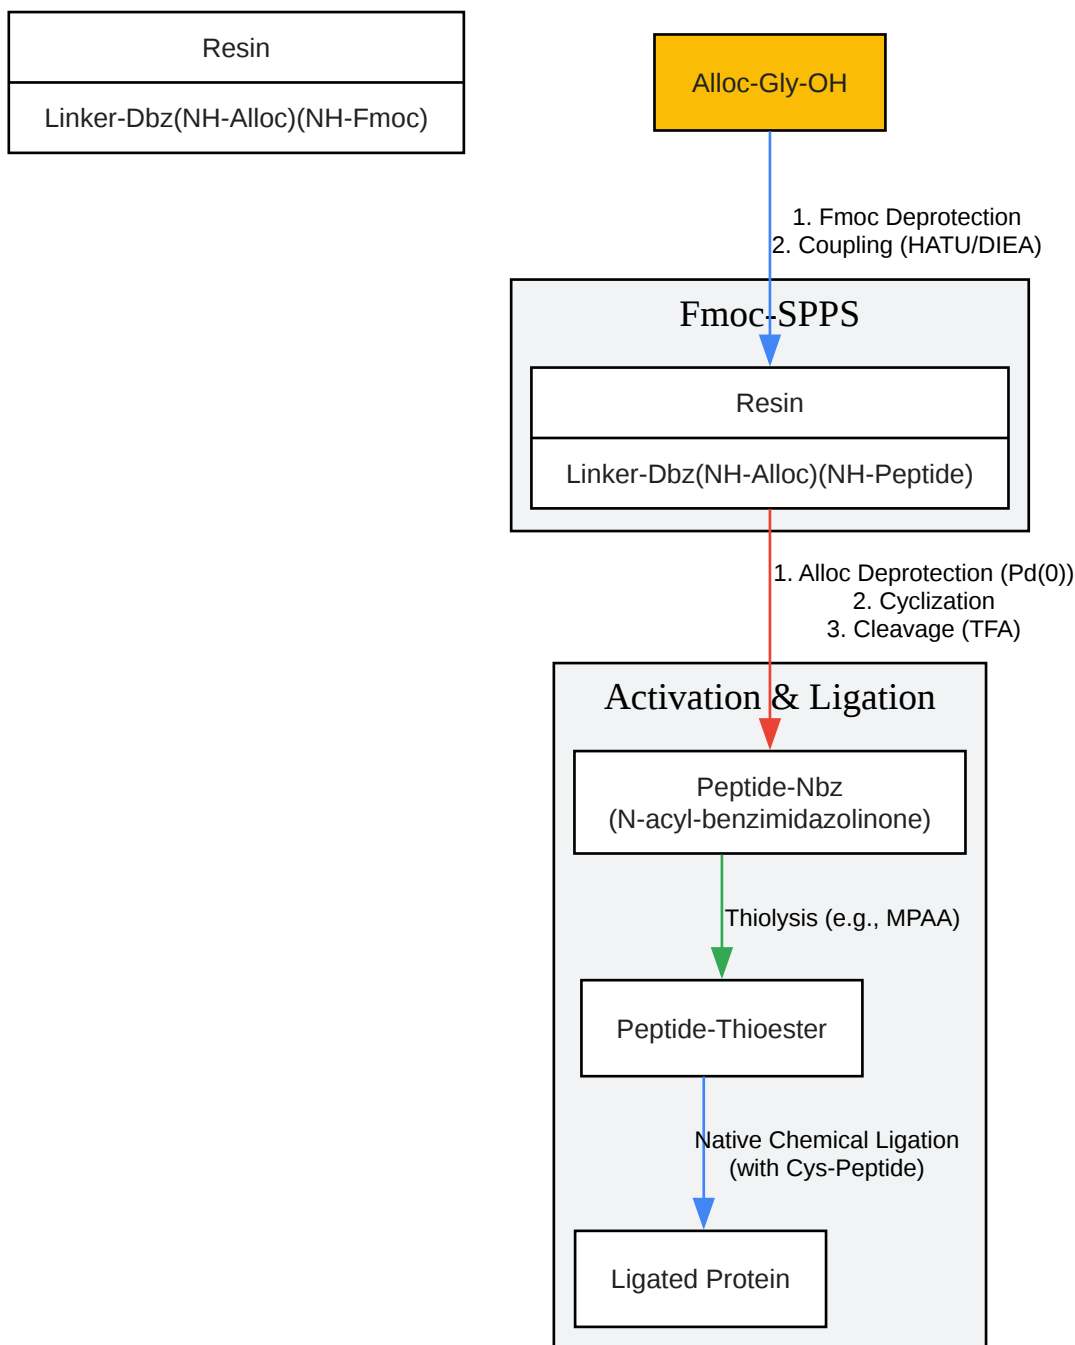 Resin
Linker-Dbz(NH-Alloc)(NH-Fmoc)
Alloc-Gly-OH
1. Fmoc Deprotection
2. Coupling (HATU/DIEA)
Fmoc-SPPS
Resin
Linker-Dbz(NH-Alloc)(NH-Peptide)
1. Alloc Deprotection (Pd(0))
2. Cyclization
3. Cleavage (TFA)
Activation & Ligation
Peptide-Nbz
(N-acyl-benzimidazolinone)
Thiolysis (e.g., MPAA)
Peptide-Thioester
Native Chemical Ligation
(with Cys-Peptide)
Ligated Protein